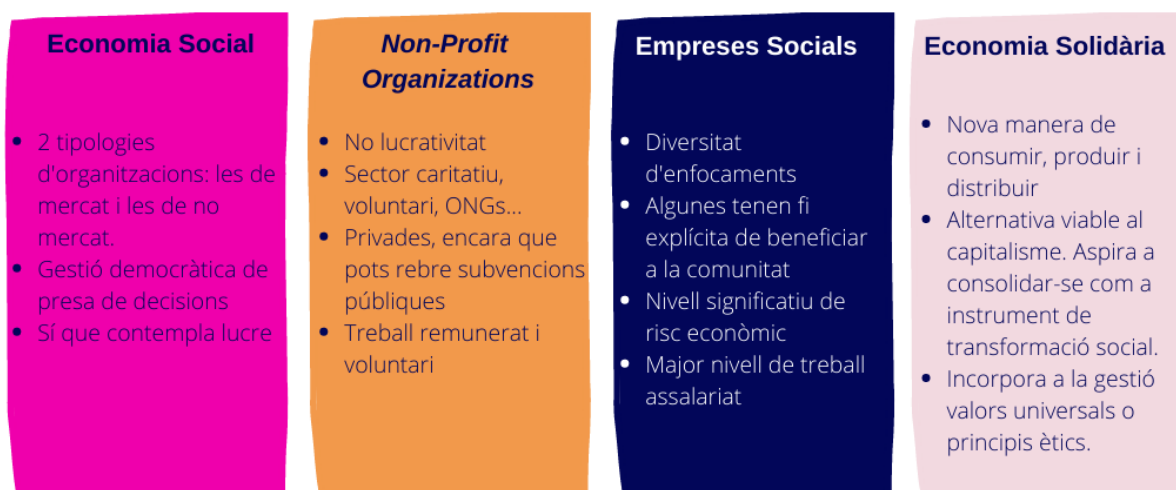 Economia Social
• 2 tipologies
d'organitzacions: les de
mercat i les de no
mercat.
• Gestió democràtica de
presa de decisions
• Sí que contempla lucre
Non-Profit
Organizations
• No lucrativitat
• Sector caritatiu,
voluntari, ONGs...
• Privades, encara que
pots rebre subvencions
públiques
• Treball remunerat i
voluntari
Empreses Socials
• Diversitat
d'enfocaments
• Algunes tenen fi
explícita de beneficiar
a la comunitat
• Nivell significatiu de
risc econòmic
• Major nivell de treball
assalariat
Economia Solidària
• Nova manera de
consumir, produir i
distribuir
• Alternativa viable al
capitalisme. Aspira a
consolidar-se com a
instrument de
transformació social.
• Incorpora a la gestió
valors universals o
principis ètics.